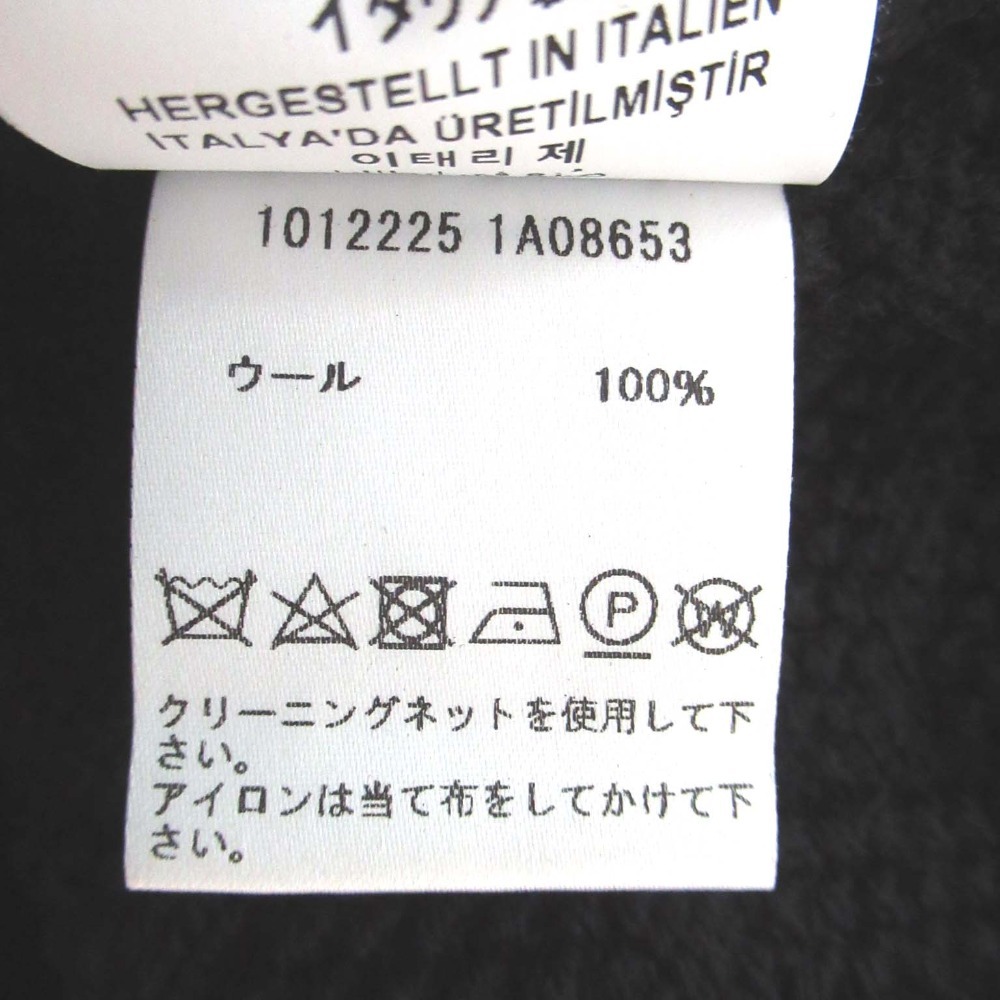 HERGESTELLT IN ITALIEN
İTALYA'DA ÜRETİLMİŞTİR
이태리 제
1012225 1A08653
ウール 100%
P
W
クリーニングネットを使用して下
さい。
アイロンは当て布をしてかけて下
さい。